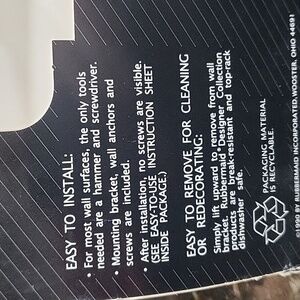 EASY TO INSTALL:
• For most wall surfaces, the only tools
needed are a hammer and screwdriver.
• Mounting bracket, wall anchors and
screws are included.
• After installation, no screws are visible.
(SEE EASY-USE INSTRUCTION SHEET
INSIDE PACKAGE.)
EASY TO REMOVE FOR CLEANING
OR REDECORATING:
Simply lift upward and remove from wall
bracket. Rubbermaid Designer Collection
products are break-resistant and top-rack
dishwasher safe.
PACKAGING MATERIAL
IS RECYCLABLE.
BY RUBBERMAID INCORPORATED, WOOSTER, OHIO 44691